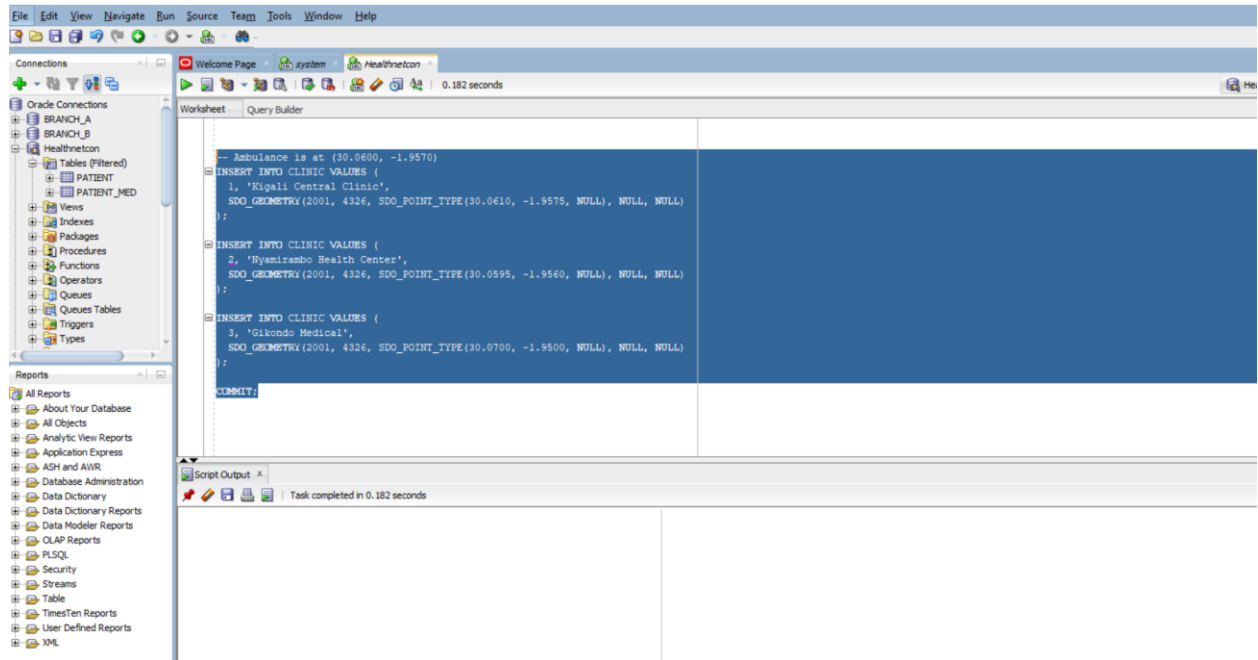 File Edit View Navigate Run Source Team Tools Window Help
Connections
Welcome Page system Healthnetcon
0.182 seconds
Worksheet Query Builder
Oracle Connections
BRANCH_A
BRANCH_B
Healthnetcon
Tables (Filtered)
PATIENT
PATIENT_MED
Views
Indexes
Packages
Procedures
Functions
Operators
Queues
Queues Tables
Triggers
Types
-- Ambulance is at (30.0600, -1.9570)
INSERT INTO CLINIC VALUES (
1, 'Kigali Central Clinic',
SDO_GEOMETRY(2001, 4326, SDO_POINT_TYPE(30.0610, -1.9575, NULL), NULL, NULL)
);
INSERT INTO CLINIC VALUES (
2, 'Nyamirambo Health Center',
SDO_GEOMETRY(2001, 4326, SDO_POINT_TYPE(30.0595, -1.9560, NULL), NULL, NULL)
);
INSERT INTO CLINIC VALUES (
3, 'Gikondo Medical',
SDO_GEOMETRY(2001, 4326, SDO_POINT_TYPE(30.0700, -1.9500, NULL), NULL, NULL)
);
COMMIT;
Reports
All Reports
About Your Database
All Objects
Analytic View Reports
Application Express
ASH and AWR
Database Administration
Data Dictionary
Data Dictionary Reports
Data Modeler Reports
OLAP Reports
PLSQL
Security
Streams
Table
TimesTen Reports
User Defined Reports
XML
Script Output
Task completed in 0.182 seconds